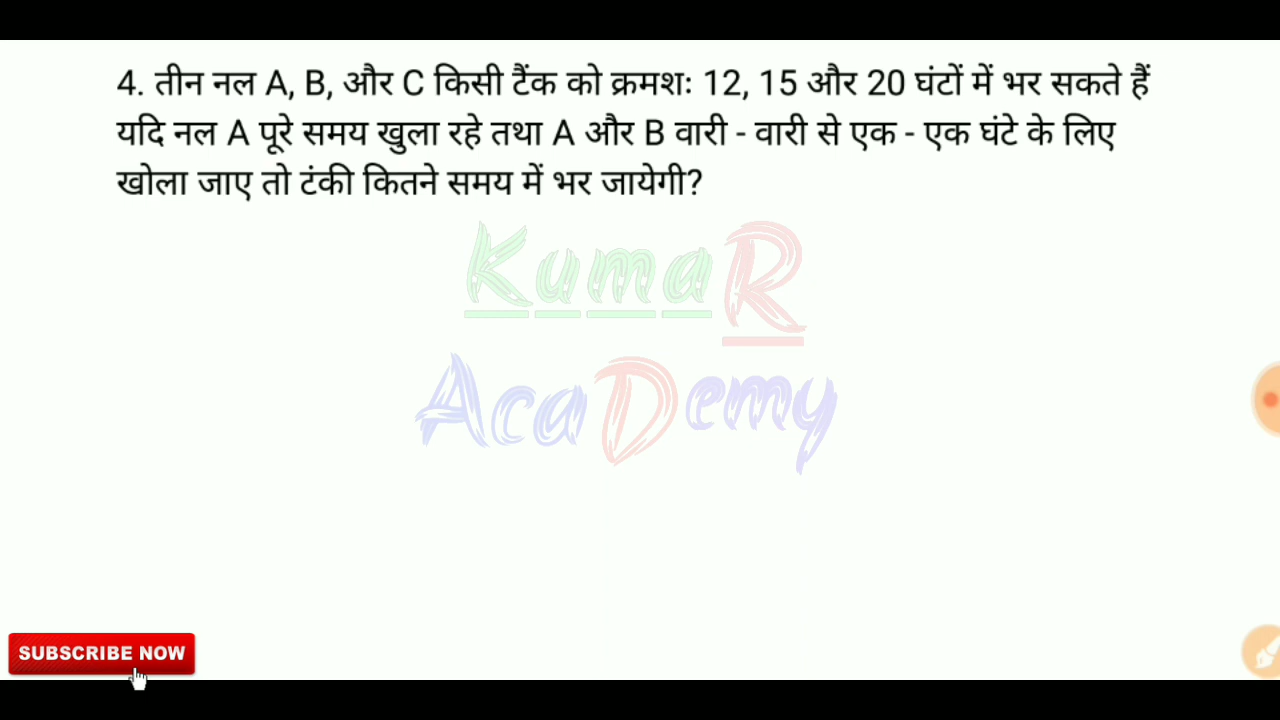 4. तीन नल A, B, और C किसी टैंक को क्रमशः 12, 15 और 20 घंटों में भर सकते हैं
यदि नल A पूरे समय खुला रहे तथा A और B वारी - वारी से एक - एक घंटे के लिए
खोला जाए तो टंकी कितने समय में भर जायेगी?
KumaR
AcaDemy
SUBSCRIBE NOW